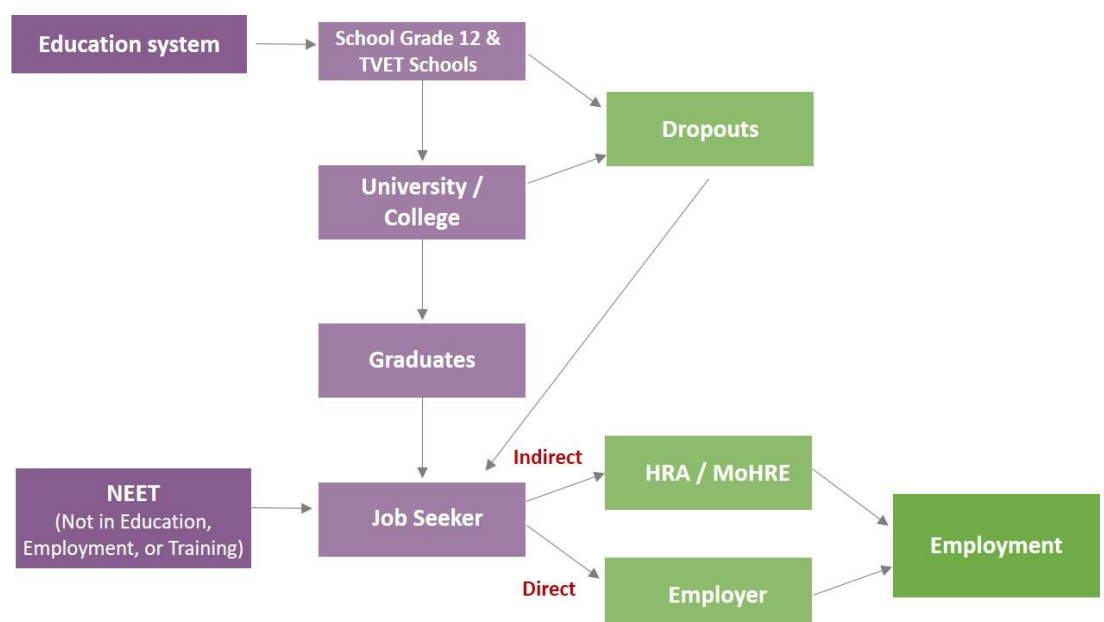 Education system
School Grade 12 &
TVET Schools
Dropouts
University /
College
Graduates
Indirect
HRA / MoHRE
NEET
(Not in Education,
Employment, or Training)
Job Seeker
Employment
Direct
Employer